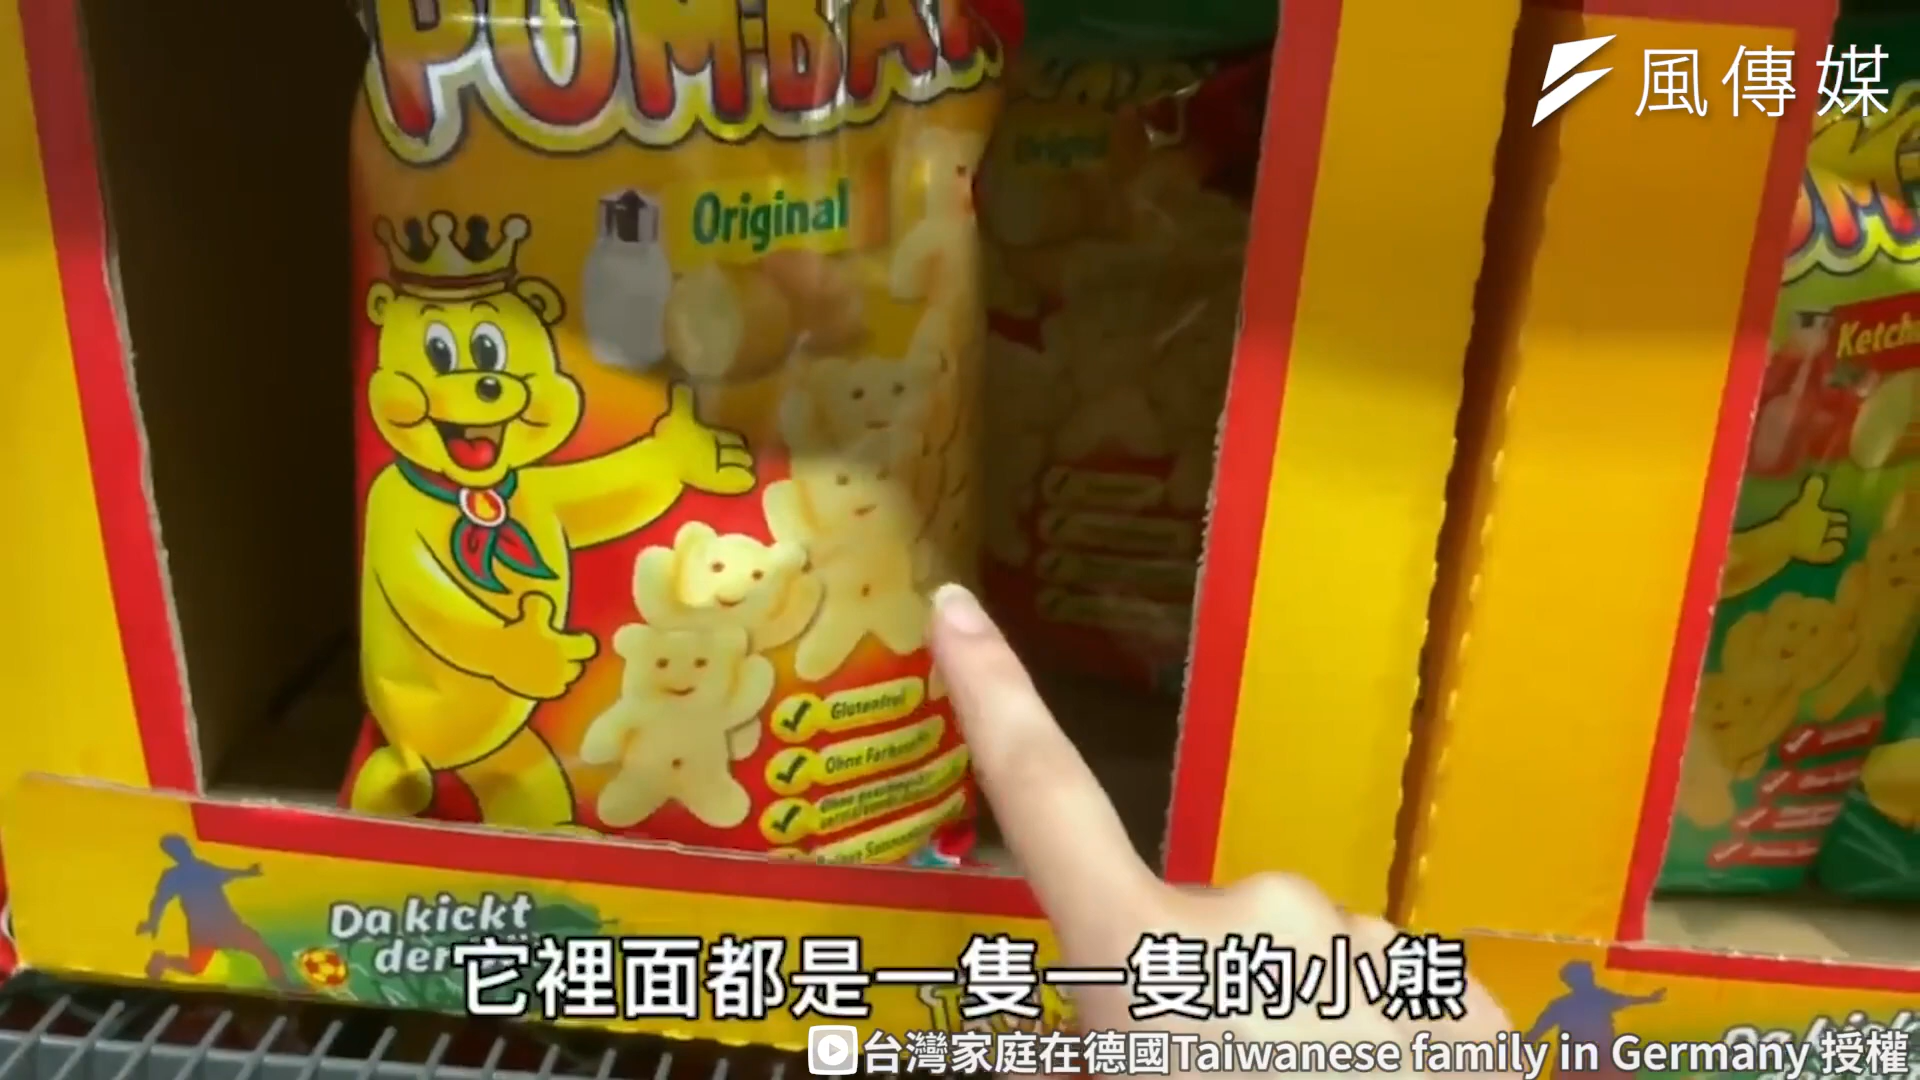 POM-BÄR
風傳媒
Original
Original
Ketchu
Glutenfrei
Ohne Farbstoffe
Da kickt
der
它裡面都是一隻一隻的小熊
台灣家庭在德國Taiwanese family in Germany 授權